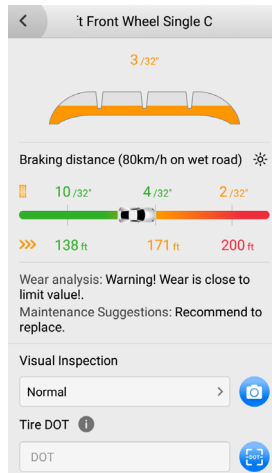 't Front Wheel Single C
3 /32"
Braking distance (80km/h on wet road)
10 /32" 4 /32" 2 /32"
138 ft 171 ft 200 ft
Wear analysis: Warning! Wear is close to
limit value!.
Maintenance Suggestions: Recommend to
replace.
Visual Inspection
Normal
Tire DOT
DOT
DOT